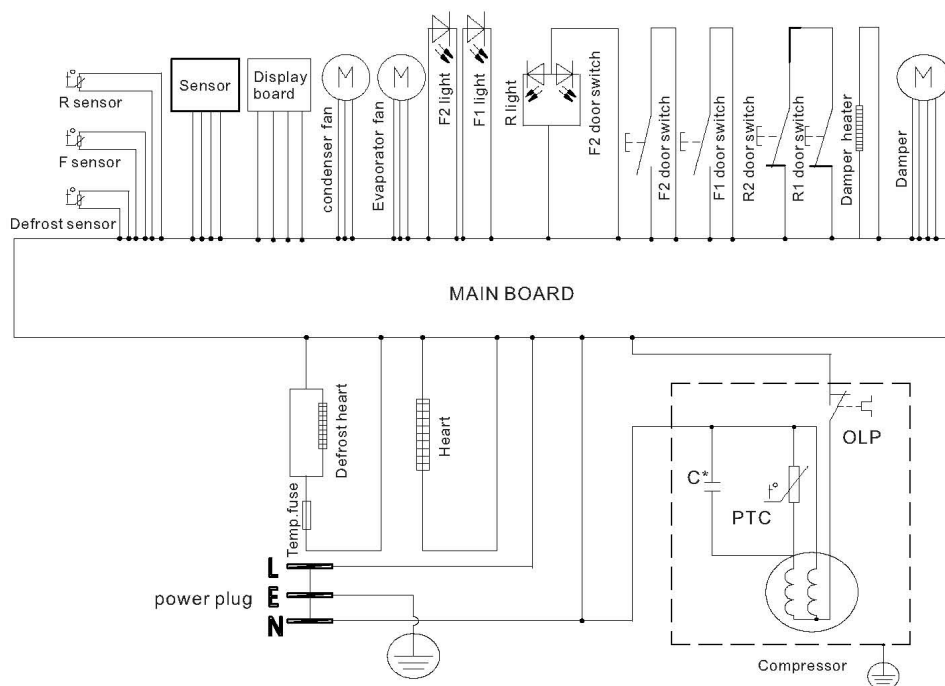 t°
R sensor
t°
F sensor
t°
Defrost sensor
Sensor
Display
board
M
condenser fan
M
Evaporator fan
F2 light
F1 light
R light
F2 door switch
F2 door switch
F1 door switch
R2 door switch
R1 door switch
Damper heater
M
Damper
MAIN BOARD
Defrost heart
Temp.fuse
Heart
OLP
C*
t°
PTC
L
power plug
E
N
Compressor